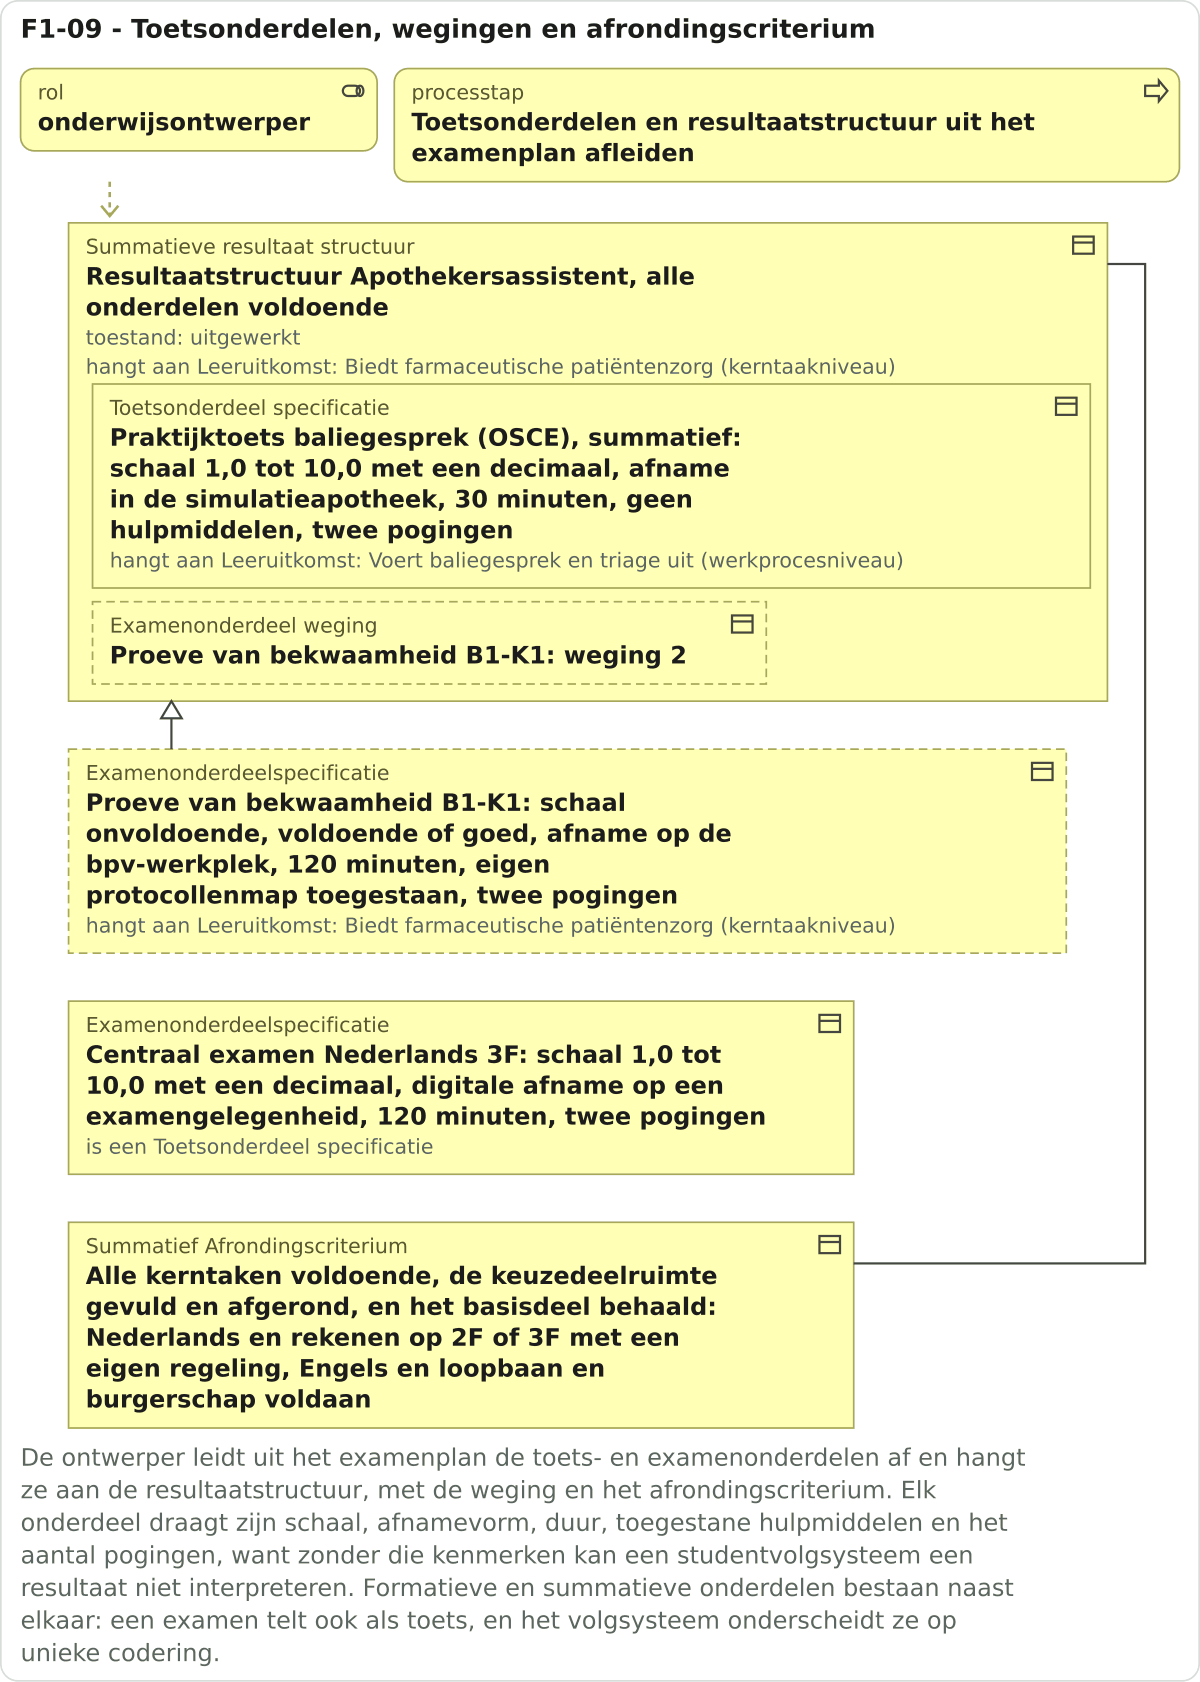 F1-09 - Toetsonderdelen, wegingen en afrondingscriterium
rol
onderwijsontwerper
processtap
Toetsonderdelen en resultaatstructuur uit het
examenplan afleiden
Summatieve resultaat structuur
Resultaatstructuur Apothekersassistent, alle
onderdelen voldoende
toestand: uitgewerkt
hangt aan Leeruitkomst: Biedt farmaceutische patiëntenzorg (kerntaakniveau)
Toetsonderdeel specificatie
Praktijktoets baliegesprek (OSCE), summatief:
schaal 1,0 tot 10,0 met een decimaal, afname
in de simulatieapotheek, 30 minuten, geen
hulpmiddelen, twee pogingen
hangt aan Leeruitkomst: Voert baliegesprek en triage uit (werkprocesniveau)
Examenonderdeel weging
Proeve van bekwaamheid B1-K1: weging 2
Examenonderdeelspecificatie
Proeve van bekwaamheid B1-K1: schaal
onvoldoende, voldoende of goed, afname op de
bpv-werkplek, 120 minuten, eigen
protocollenmap toegestaan, twee pogingen
hangt aan Leeruitkomst: Biedt farmaceutische patiëntenzorg (kerntaakniveau)
Examenonderdeelspecificatie
Centraal examen Nederlands 3F: schaal 1,0 tot
10,0 met een decimaal, digitale afname op een
examengelegenheid, 120 minuten, twee pogingen
is een Toetsonderdeel specificatie
Summatief Afrondingscriterium
Alle kerntaken voldoende, de keuzedeelruimte
gevuld en afgerond, en het basisdeel behaald:
Nederlands en rekenen op 2F of 3F met een
eigen regeling, Engels en loopbaan en
burgerschap voldaan
De ontwerper leidt uit het examenplan de toets- en examenonderdelen af en hangt
ze aan de resultaatstructuur, met de weging en het afrondingscriterium. Elk
onderdeel draagt zijn schaal, afnamevorm, duur, toegestane hulpmiddelen en het
aantal pogingen, want zonder die kenmerken kan een studentvolgsysteem een
resultaat niet interpreteren. Formatieve en summatieve onderdelen bestaan naast
elkaar: een examen telt ook als toets, en het volgsysteem onderscheidt ze op
unieke codering.